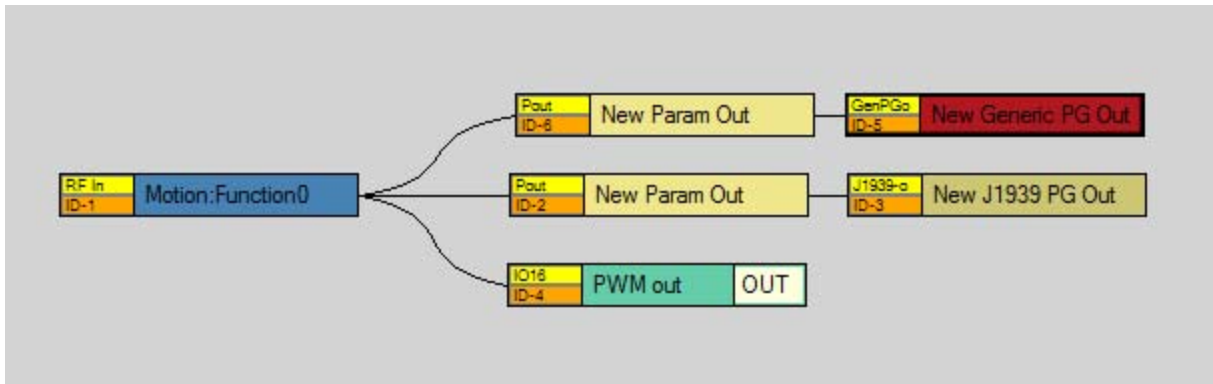 Pout
ID-6
New Param Out
GenPGo
ID-5
New Generic PG Out
RF In
ID-1
Motion:Function0
Pout
ID-2
New Param Out
J1939-o
ID-3
New J1939 PG Out
IO16
ID-4
PWM out
OUT